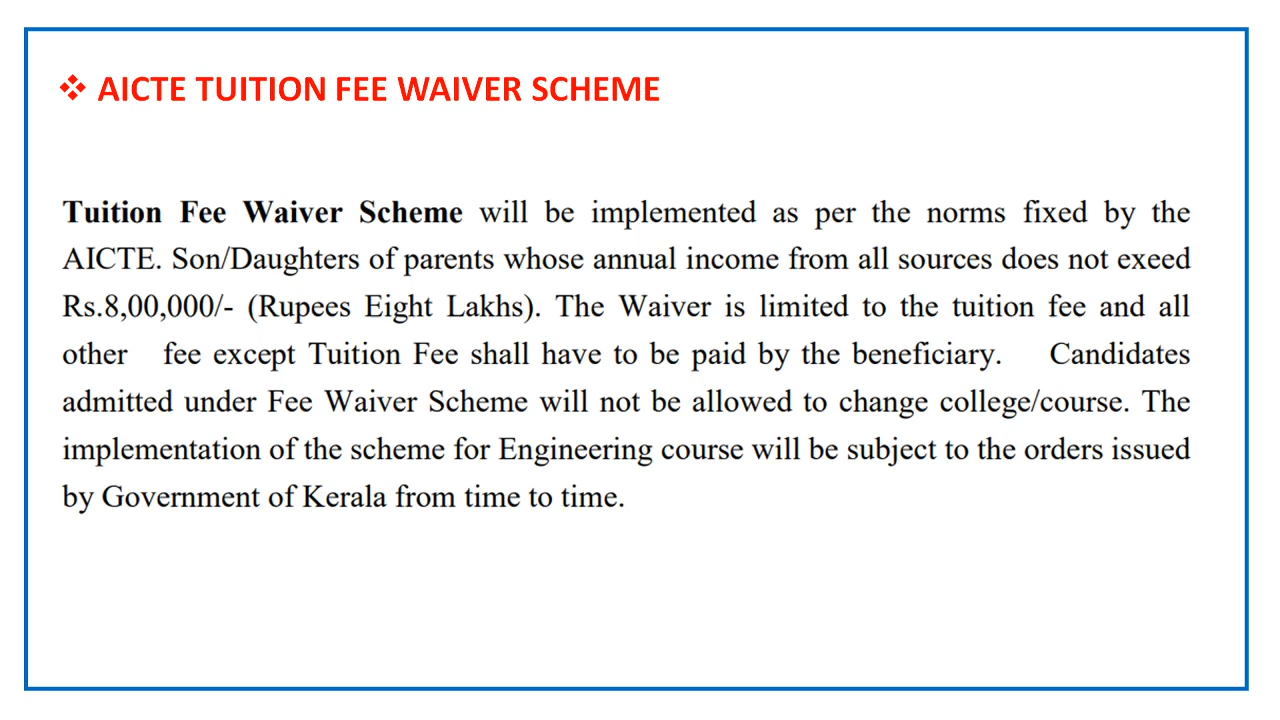 ❖ AICTE TUITION FEE WAIVER SCHEME
Tuition Fee Waiver Scheme will be implemented as per the norms fixed by the
AICTE. Son/Daughters of parents whose annual income from all sources does not exeed
Rs.8,00,000/- (Rupees Eight Lakhs). The Waiver is limited to the tuition fee and all
other fee except Tuition Fee shall have to be paid by the beneficiary. Candidates
admitted under Fee Waiver Scheme will not be allowed to change college/course. The
implementation of the scheme for Engineering course will be subject to the orders issued
by Government of Kerala from time to time.